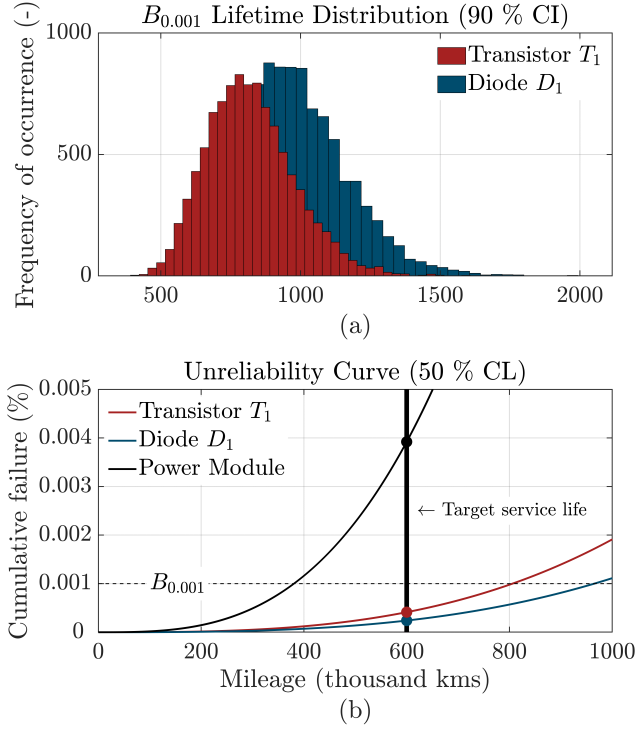 B0.001 Lifetime Distribution (90 % CI)
Frequency of occurrence (-)
1000
500
0
Transistor T1
Diode D1
500 1000 1500 2000
(a)
Unreliability Curve (50 % CL)
Cumulative failure (%)
0.005
0.004
0.003
0.002
0.001
0
Transistor T1
Diode D1
Power Module
← Target service life
B0.001
0 200 400 600 800 1000
Mileage (thousand kms)
(b)